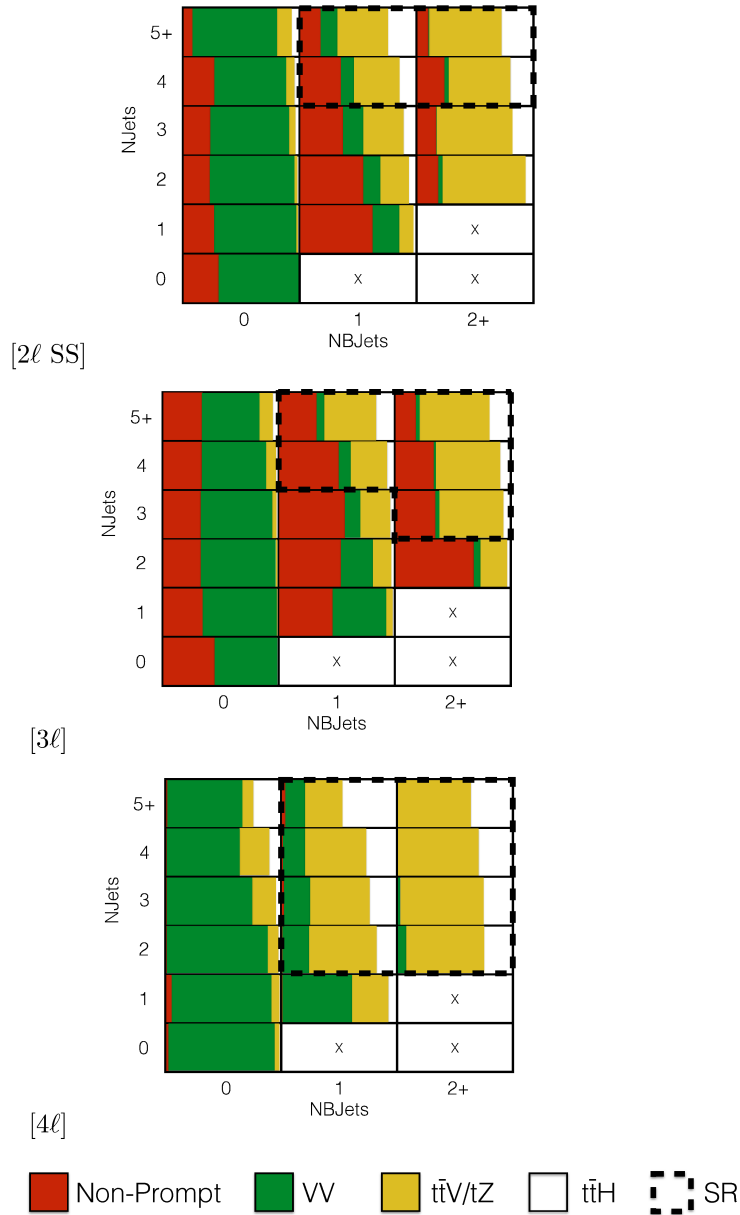 5+
4
3
2
1
0
NJets
x
x
x
0 1 2+
NBJets
[2ℓ SS]
5+
4
3
2
1
0
NJets
x
x
x
0 1 2+
NBJets
[3ℓ]
5+
4
3
2
1
0
NJets
x
x
x
0 1 2+
NBJets
[4ℓ]
Non-Prompt VV tt̄V/tZ tt̄H SR